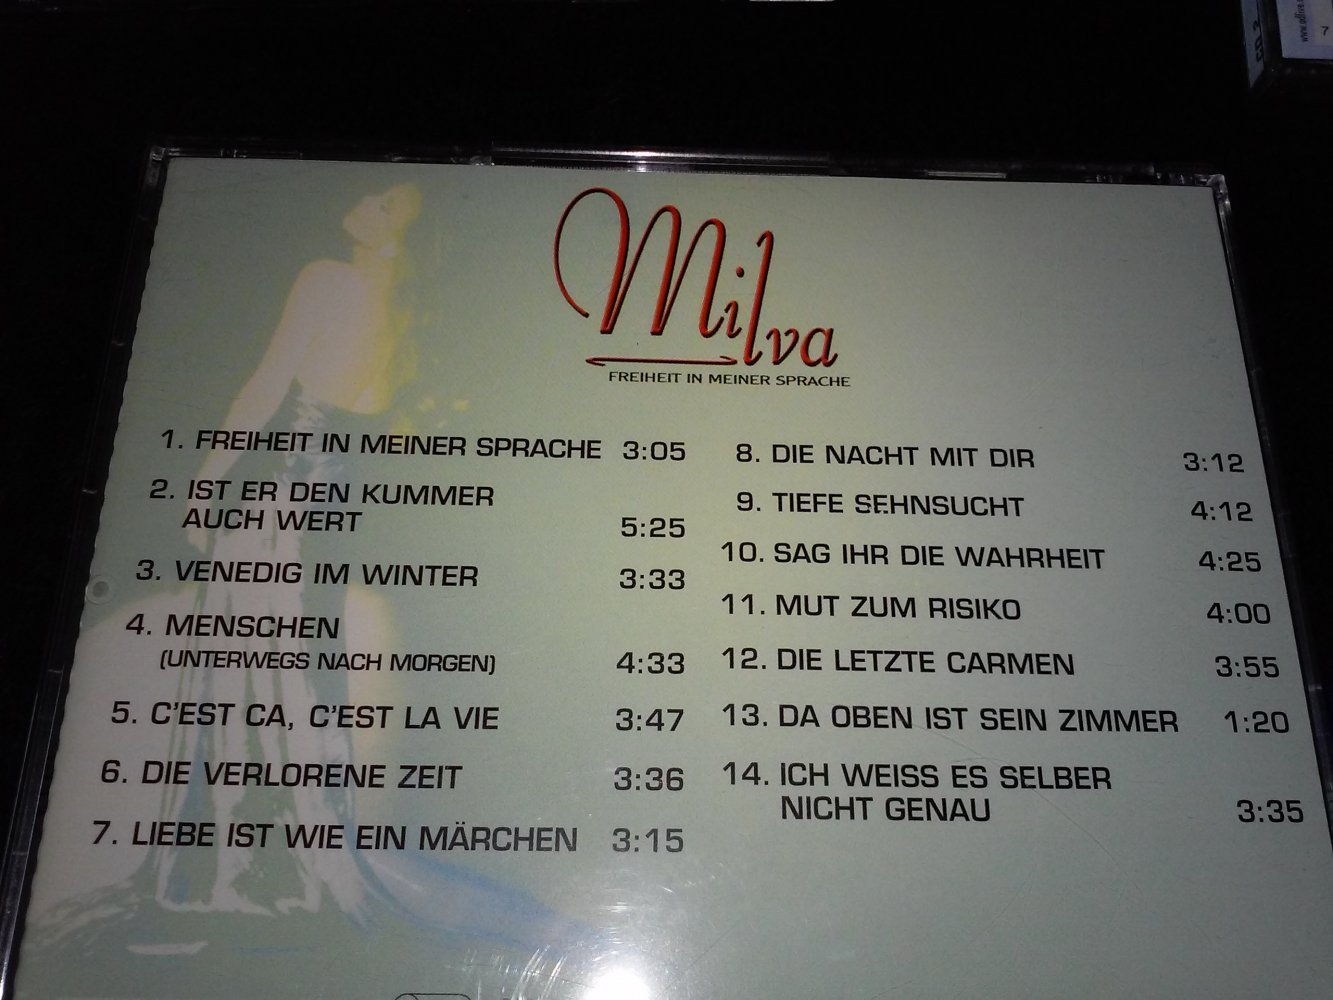 Milva
FREIHEIT IN MEINER SPRACHE
1. FREIHEIT IN MEINER SPRACHE 3:05
2. IST ER DEN KUMMER
AUCH WERT 5:25
3. VENEDIG IM WINTER 3:33
4. MENSCHEN
(UNTERWEGS NACH MORGEN) 4:33
5. C'EST CA, C'EST LA VIE 3:47
6. DIE VERLORENE ZEIT 3:36
7. LIEBE IST WIE EIN MÄRCHEN 3:15
8. DIE NACHT MIT DIR 3:12
9. TIEFE SEHNSUCHT 4:12
10. SAG IHR DIE WAHRHEIT 4:25
11. MUT ZUM RISIKO 4:00
12. DIE LETZTE CARMEN 3:55
13. DA OBEN IST SEIN ZIMMER 1:20
14. ICH WEISS ES SELBER
NICHT GENAU 3:35
7